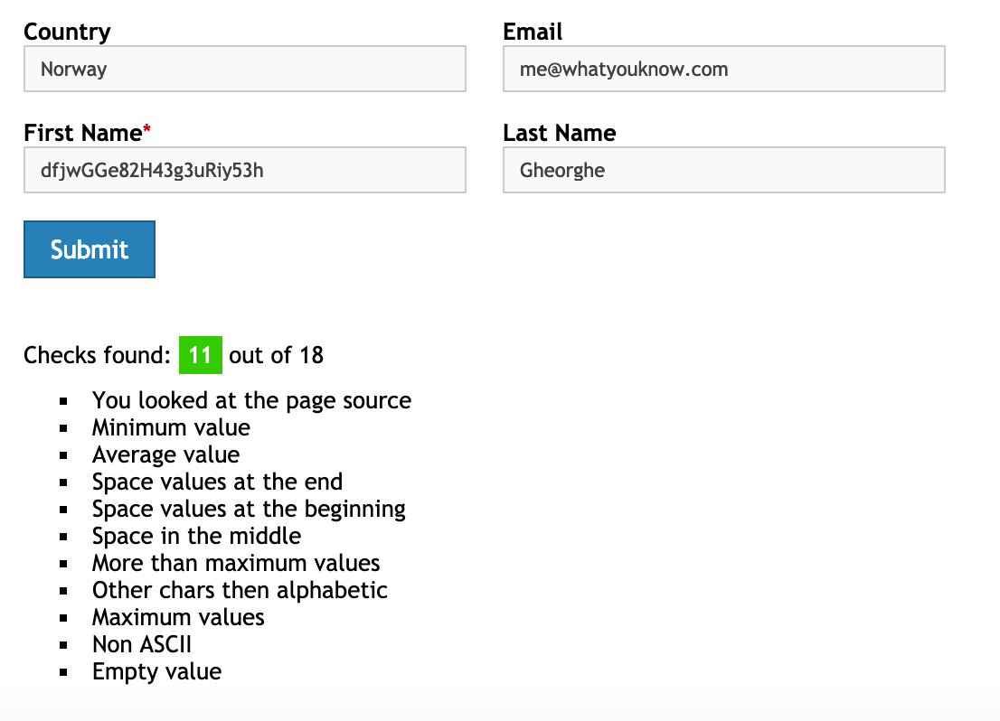 Country
Norway
Email
me@whatyouknow.com
First Name*
dfjwGGe82H43g3uRiy53h
Last Name
Gheorghe
Submit
Checks found: 11 out of 18
You looked at the page source
Minimum value
Average value
Space values at the end
Space values at the beginning
Space in the middle
More than maximum values
Other chars then alphabetic
Maximum values
Non ASCII
Empty value